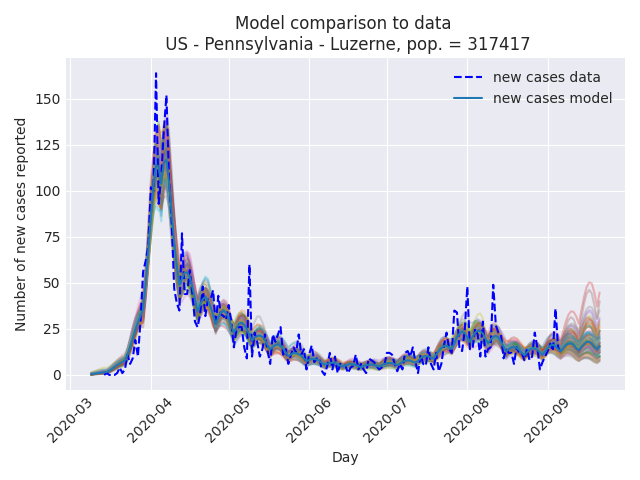 Model comparison to data
US - Pennsylvania - Luzerne, pop. = 317417
new cases data
new cases model
Number of new cases reported
150
125
100
75
50
25
0
2020-03
2020-04
2020-05
2020-06
2020-07
2020-08
2020-09
Day